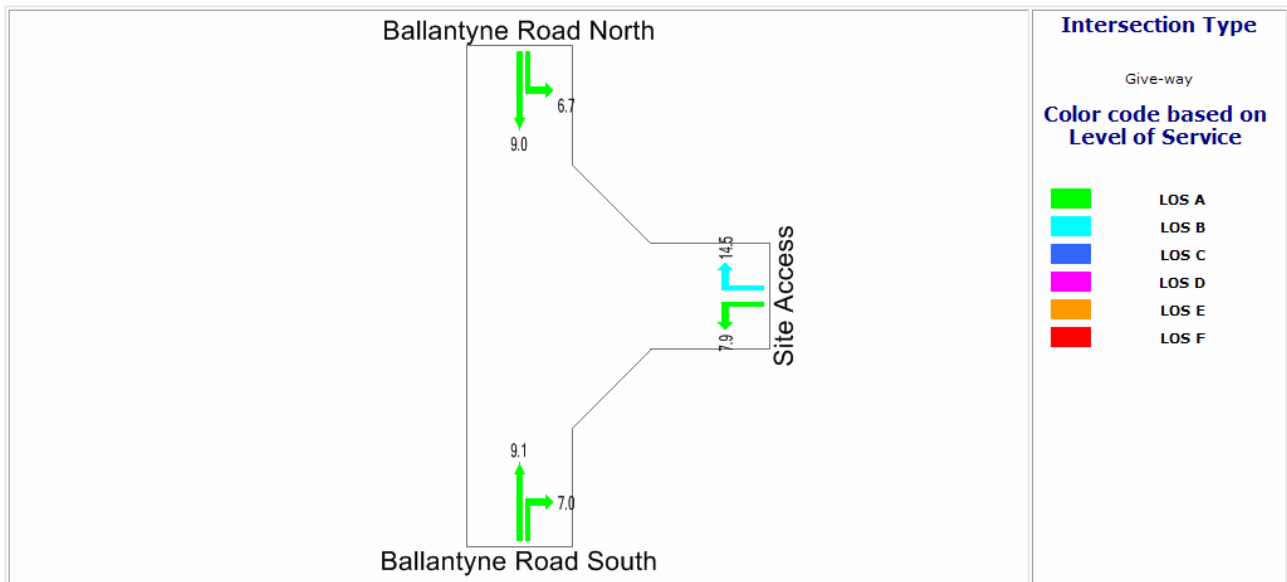 Ballantyne Road North
6.7
9.0
14.5
7.9
Site Access
9.1
7.0
Ballantyne Road South
Intersection Type
Give-way
Color code based on
Level of Service
LOS A
LOS B
LOS C
LOS D
LOS E
LOS F